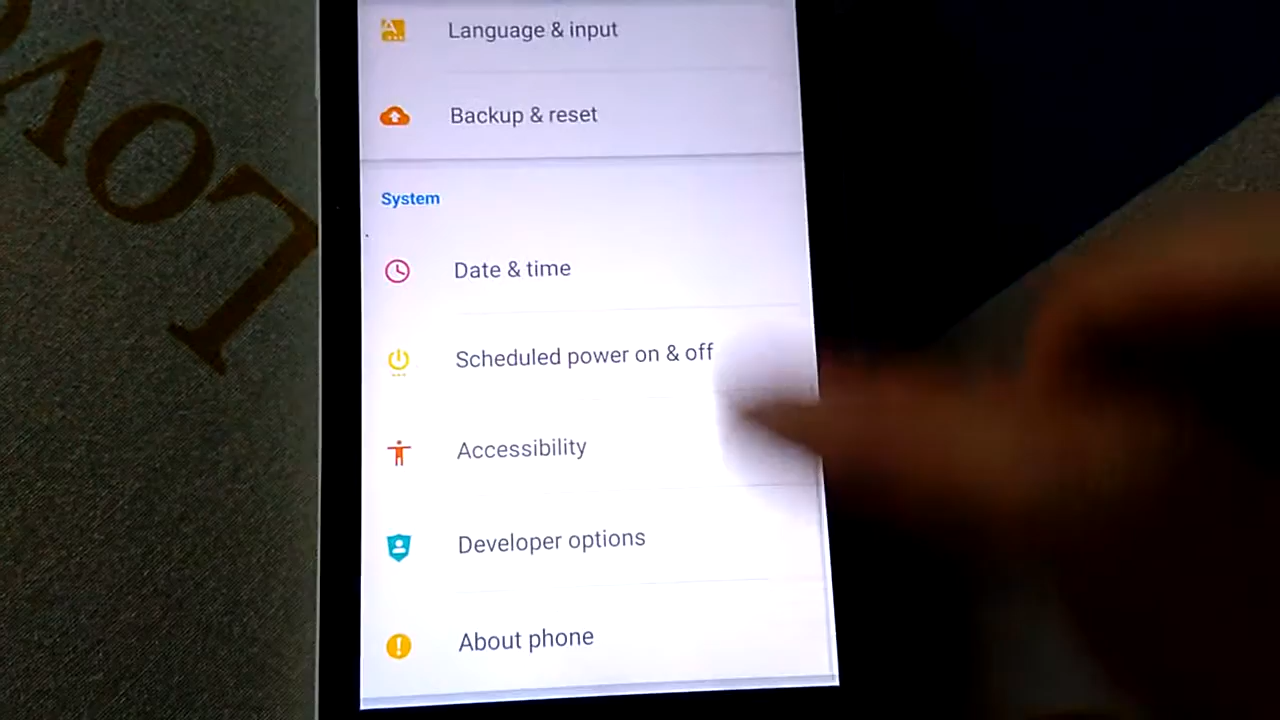 Language & input
Backup & reset
System
Date & time
Scheduled power on & off
Accessibility
Developer options
About phone